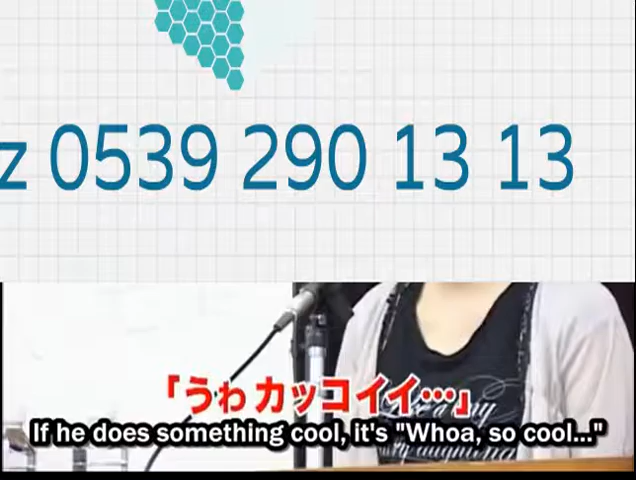 z 0539 290 13 13
「うわカッコイイ…」
If he does something cool, it's "Whoa, so cool..."